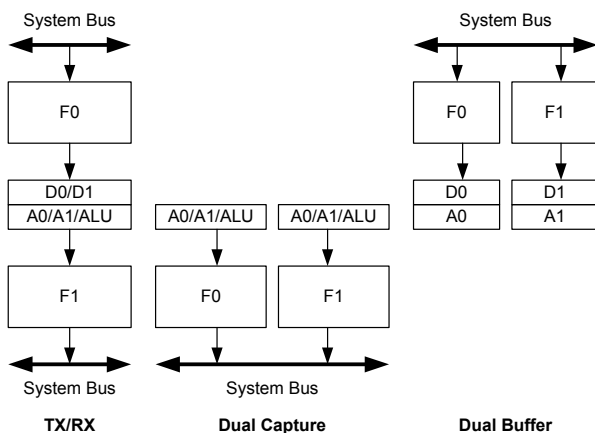 System Bus
System Bus
F0
F0
F1
D0/D1
D0
D1
A0/A1/ALU
A0/A1/ALU
A0/A1/ALU
A0
A1
F1
F0
F1
System Bus
System Bus
TX/RX
Dual Capture
Dual Buffer